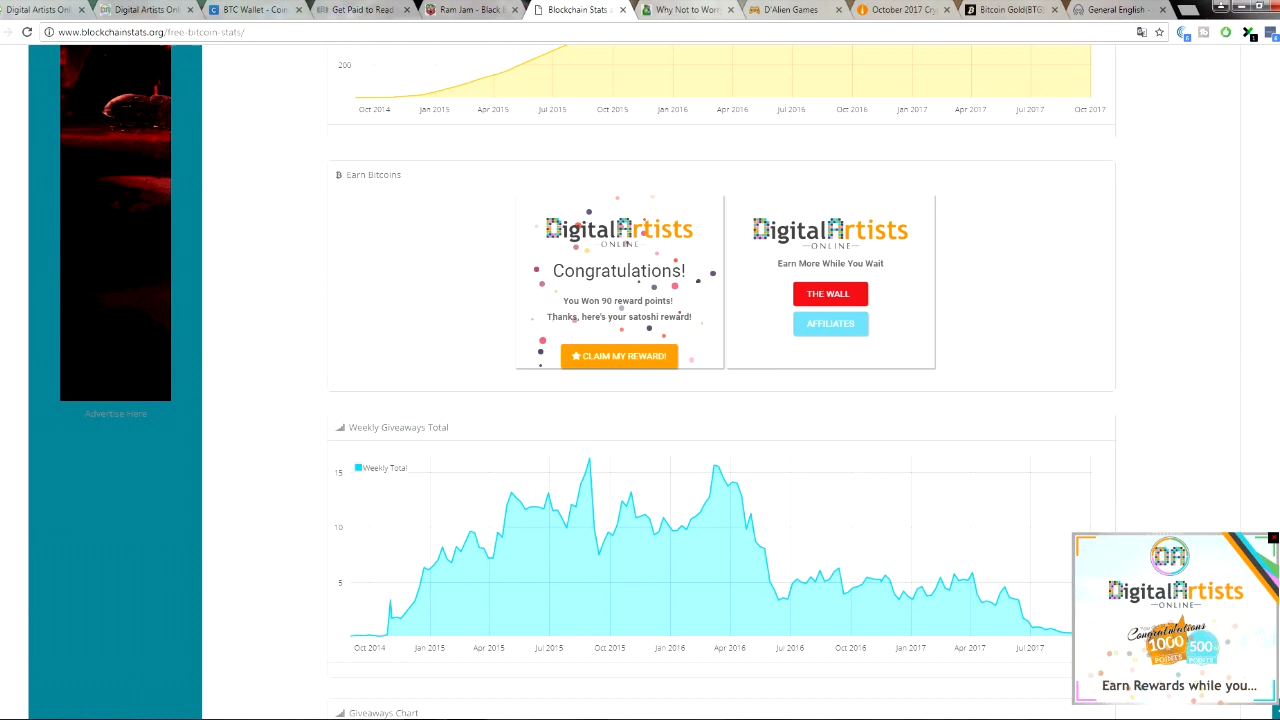 Digital Artists Onl
Digital Artists Onl
BTC Wallet - Coin
Get Paid to Read
Ram Jam - Black
Blockchain Stats
Why Not to Wor
D'Alien Games
October 2017 Cry
Bitcoin Gold(BTG)
General English -
www.blockchainstats.org/free-bitcoin-stats/
200
Oct 2014
Jan 2015
Apr 2015
Jul 2015
Oct 2015
Jan 2016
Apr 2016
Jul 2016
Oct 2016
Jan 2017
Apr 2017
Jul 2017
Oct 2017
Earn Bitcoins
DigitalArtists
ONLINE
Congratulations!
You Won 90 reward points!
Thanks, here's your satoshi reward!
CLAIM MY REWARD!
DigitalArtists
ONLINE
Earn More While You Wait
THE WALL
AFFILIATES
Advertise Here
Weekly Giveaways Total
Weekly Total
15
10
5
Oct 2014
Jan 2015
Apr 2015
Jul 2015
Oct 2015
Jan 2016
Apr 2016
Jul 2016
Oct 2016
Jan 2017
Apr 2017
Jul 2017
DA
DigitalArtists
ONLINE
Congratulations
1000
POINTS
500
POINTS
Earn Rewards while you...
Giveaways Chart